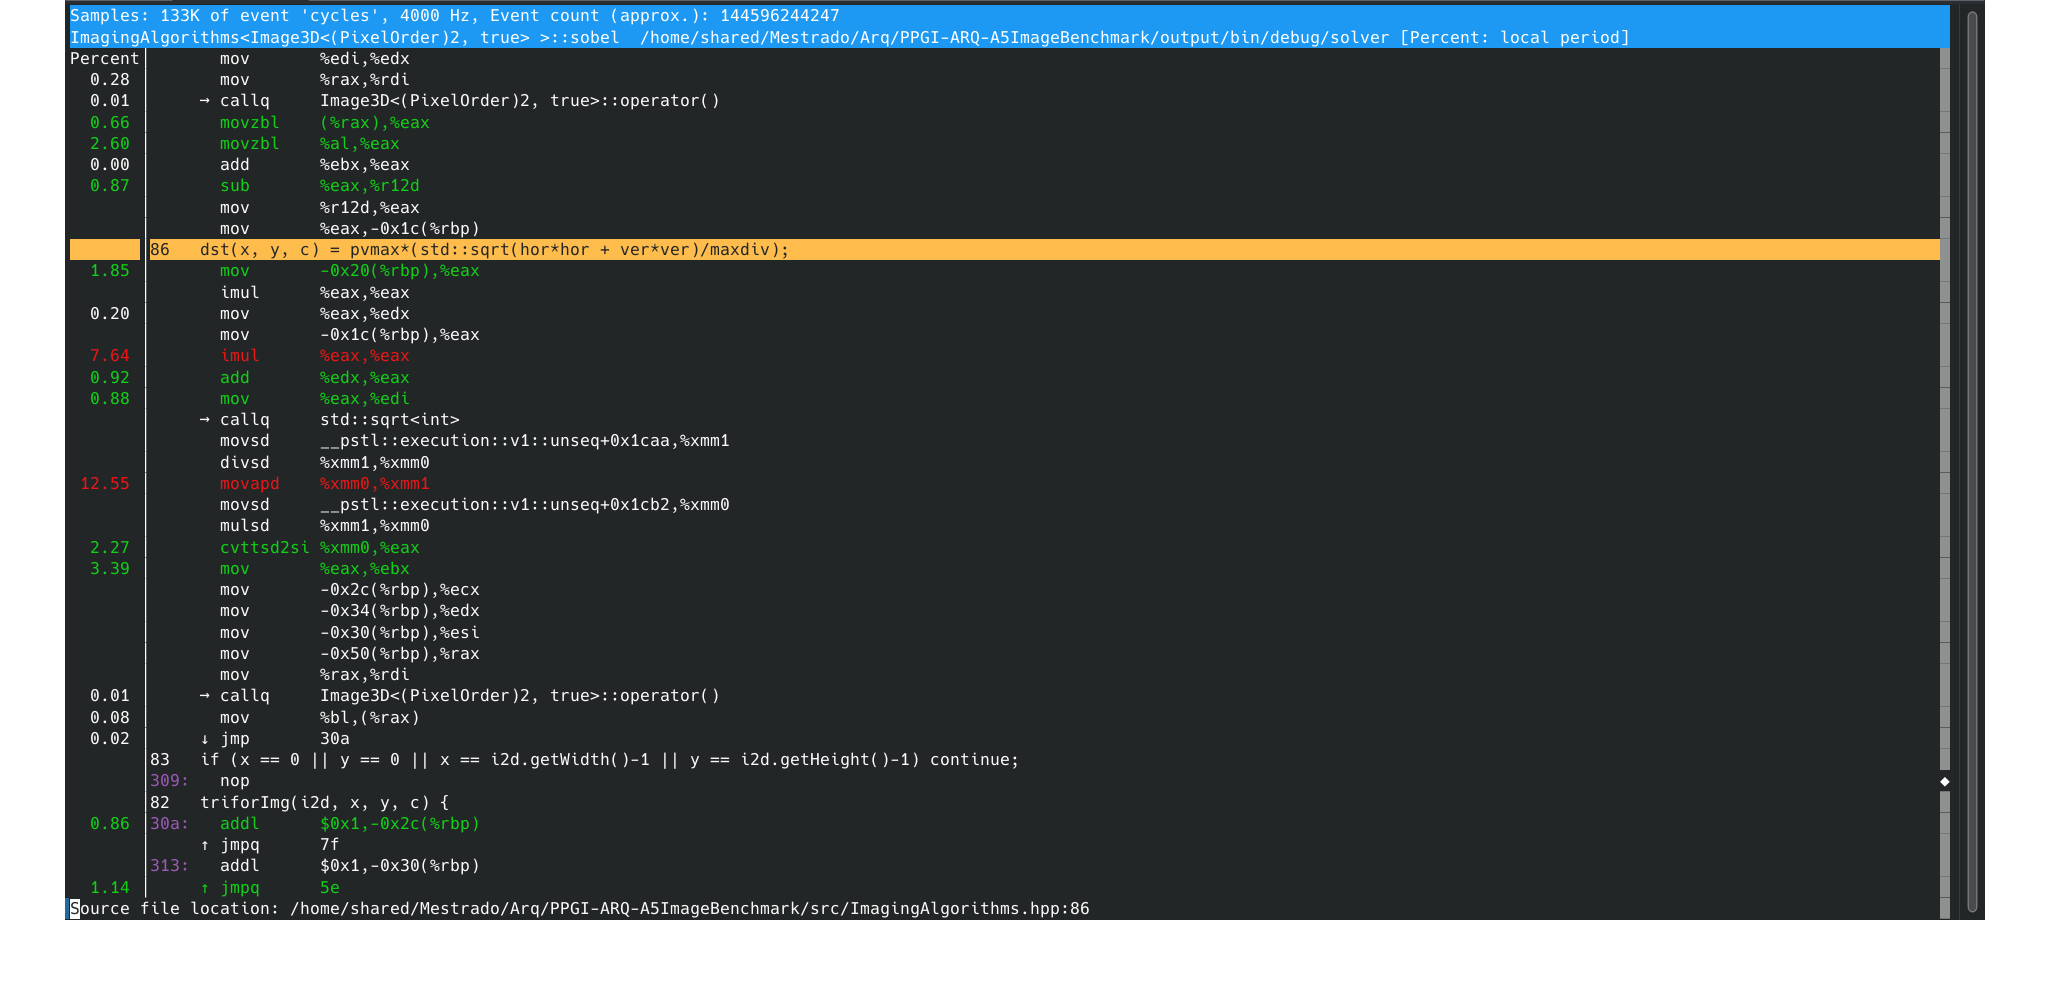 Samples: 133K of event 'cycles', 4000 Hz, Event count (approx.): 144596244247
ImagingAlgorithms<Image3D<(PixelOrder)2, true> >::sobel  /home/shared/Mestrado/Arq/PPGI-ARQ-A5ImageBenchmark/output/bin/debug/solver [Percent: local period]
Percent│       mov       %edi,%edx
  0.28 │       mov       %rax,%rdi
  0.01 │     → callq     Image3D<(PixelOrder)2, true>::operator()
  0.66 │       movzbl    (%rax),%eax
  2.60 │       movzbl    %al,%eax
  0.00 │       add       %ebx,%eax
  0.87 │       sub       %eax,%r12d
       │       mov       %r12d,%eax
       │       mov       %eax,-0x1c(%rbp)
       │86   dst(x, y, c) = pvmax*(std::sqrt(hor*hor + ver*ver)/maxdiv);
  1.85 │       mov       -0x20(%rbp),%eax
       │       imul      %eax,%eax
  0.20 │       mov       %eax,%edx
       │       mov       -0x1c(%rbp),%eax
  7.64 │       imul      %eax,%eax
  0.92 │       add       %edx,%eax
  0.88 │       mov       %eax,%edi
       │     → callq     std::sqrt<int>
       │       movsd     __pstl::execution::v1::unseq+0x1caa,%xmm1
       │       divsd     %xmm1,%xmm0
 12.55 │       movapd    %xmm0,%xmm1
       │       movsd     __pstl::execution::v1::unseq+0x1cb2,%xmm0
       │       mulsd     %xmm1,%xmm0
  2.27 │       cvttsd2si %xmm0,%eax
  3.39 │       mov       %eax,%ebx
       │       mov       -0x2c(%rbp),%ecx
       │       mov       -0x34(%rbp),%edx
       │       mov       -0x30(%rbp),%esi
       │       mov       -0x50(%rbp),%rax
       │       mov       %rax,%rdi
  0.01 │     → callq     Image3D<(PixelOrder)2, true>::operator()
  0.08 │       mov       %bl,(%rax)
  0.02 │     ↓ jmp       30a
       │83   if (x == 0 || y == 0 || x == i2d.getWidth()-1 || y == i2d.getHeight()-1) continue;
       │309:   nop
       │82   triforImg(i2d, x, y, c) {
  0.86 │30a:   addl      $0x1,-0x2c(%rbp)
       │     ↑ jmpq      7f
       │313:   addl      $0x1,-0x30(%rbp)
  1.14 │     ↑ jmpq      5e
Source file location: /home/shared/Mestrado/Arq/PPGI-ARQ-A5ImageBenchmark/src/ImagingAlgorithms.hpp:86